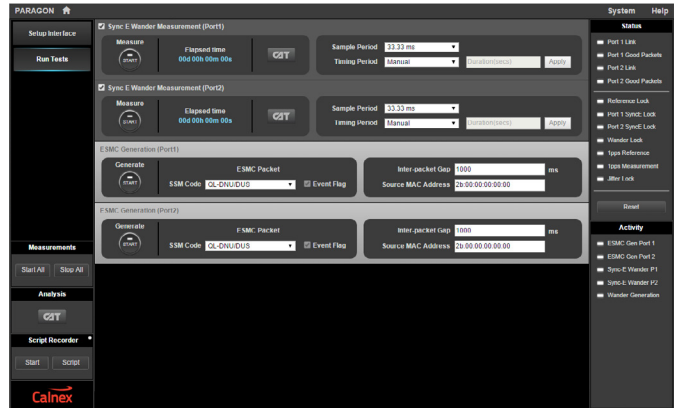 PARAGON
System Help
Setup Interface
Run Tests
Measurements
Start All Stop All
Analysis
CAT
Script Recorder
Start Script
Calnex
Sync E Wander Measurement (Port1)
Measure
START
Elapsed time
00d 00h 00m 00s
CAT
Sample Period 33.33 ms
Timing Period Manual Duration(secs) Apply
Sync E Wander Measurement (Port2)
Measure
START
Elapsed time
00d 00h 00m 00s
CAT
Sample Period 33.33 ms
Timing Period Manual Duration(secs) Apply
ESMC Generation (Port1)
Generate
START
ESMC Packet
SSM Code QL-DNU/DUS Event Flag
Inter-packet Gap 1000 ms
Source MAC Address 2b:00:00:00:00:00
ESMC Generation (Port2)
Generate
START
ESMC Packet
SSM Code QL-DNU/DUS Event Flag
Inter-packet Gap 1000 ms
Source MAC Address 2b:00:00:00:00:00
Status
Port 1 Link
Port 1 Good Packets
Port 2 Link
Port 2 Good Packets
Reference Lock
Port 1 SyncE Lock
Port 2 SyncE Lock
Wander Lock
1pps Reference
1pps Measurement
Jitter Lock
Reset
Activity
ESMC Gen Port 1
ESMC Gen Port 2
Sync-E Wander P1
Sync-E Wander P2
Wander Generation